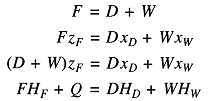 F = D + W
Fz_F = Dx_D + Wx_W
(D + W)z_F = Dx_D + Wx_W
FH_F + Q = DH_D + WH_W